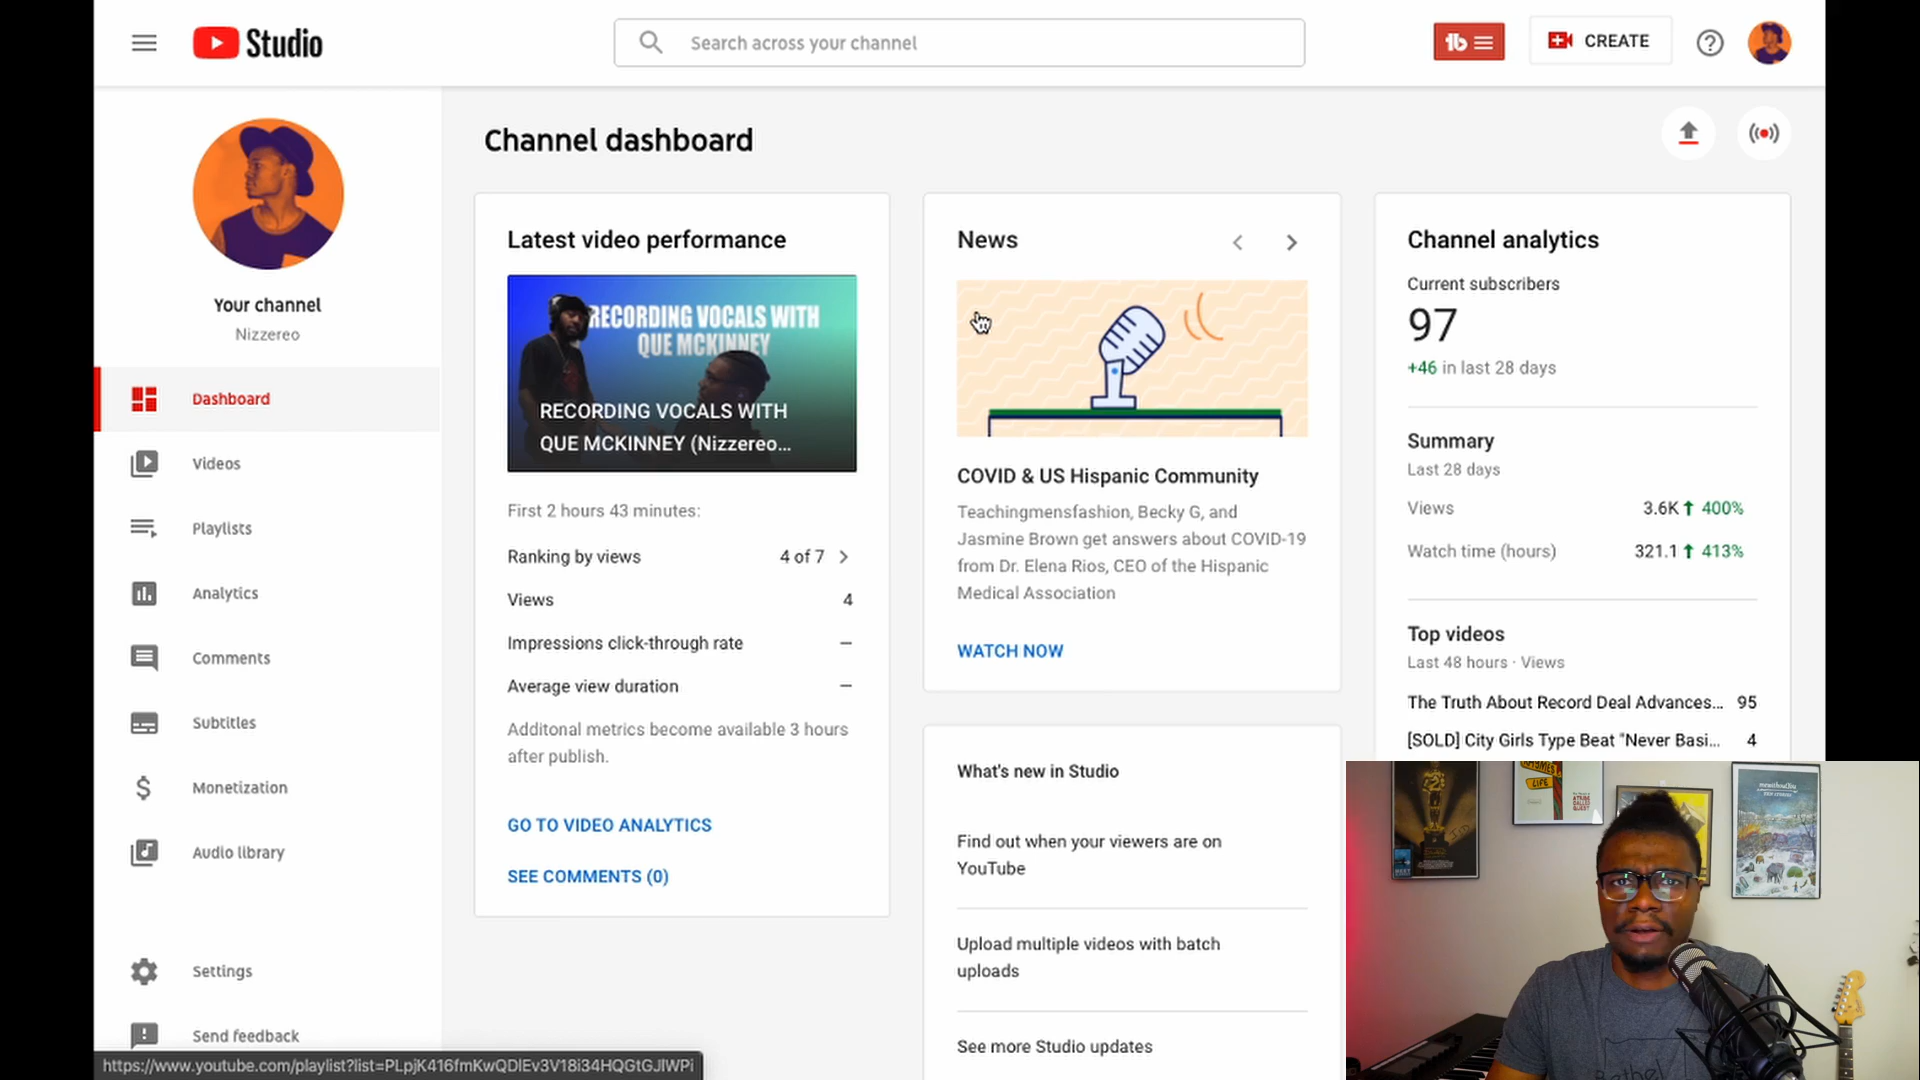 Studio
Search across your channel
CREATE
Your channel
Nizzereo
Dashboard
Videos
Playlists
Analytics
Comments
Subtitles
Monetization
Audio library
Settings
Send feedback
https://www.youtube.com/playlist?list=PLpjK416fmKwQDlEv3V18i34HQGtGJlWPi
Channel dashboard
Latest video performance
RECORDING VOCALS WITH
QUE MCKINNEY
RECORDING VOCALS WITH
QUE MCKINNEY (Nizzereo...
First 2 hours 43 minutes:
Ranking by views 4 of 7
Views 4
Impressions click-through rate –
Average view duration –
Additonal metrics become available 3 hours
after publish.
GO TO VIDEO ANALYTICS
SEE COMMENTS (0)
News
COVID & US Hispanic Community
Teachingmensfashion, Becky G, and
Jasmine Brown get answers about COVID-19
from Dr. Elena Rios, CEO of the Hispanic
Medical Association
WATCH NOW
What's new in Studio
Find out when your viewers are on
YouTube
Upload multiple videos with batch
uploads
See more Studio updates
Channel analytics
Current subscribers
97
+46 in last 28 days
Summary
Last 28 days
Views 3.6K 400%
Watch time (hours) 321.1 413%
Top videos
Last 48 hours · Views
The Truth About Record Deal Advances... 95
[SOLD] City Girls Type Beat "Never Basi... 4
LIFE